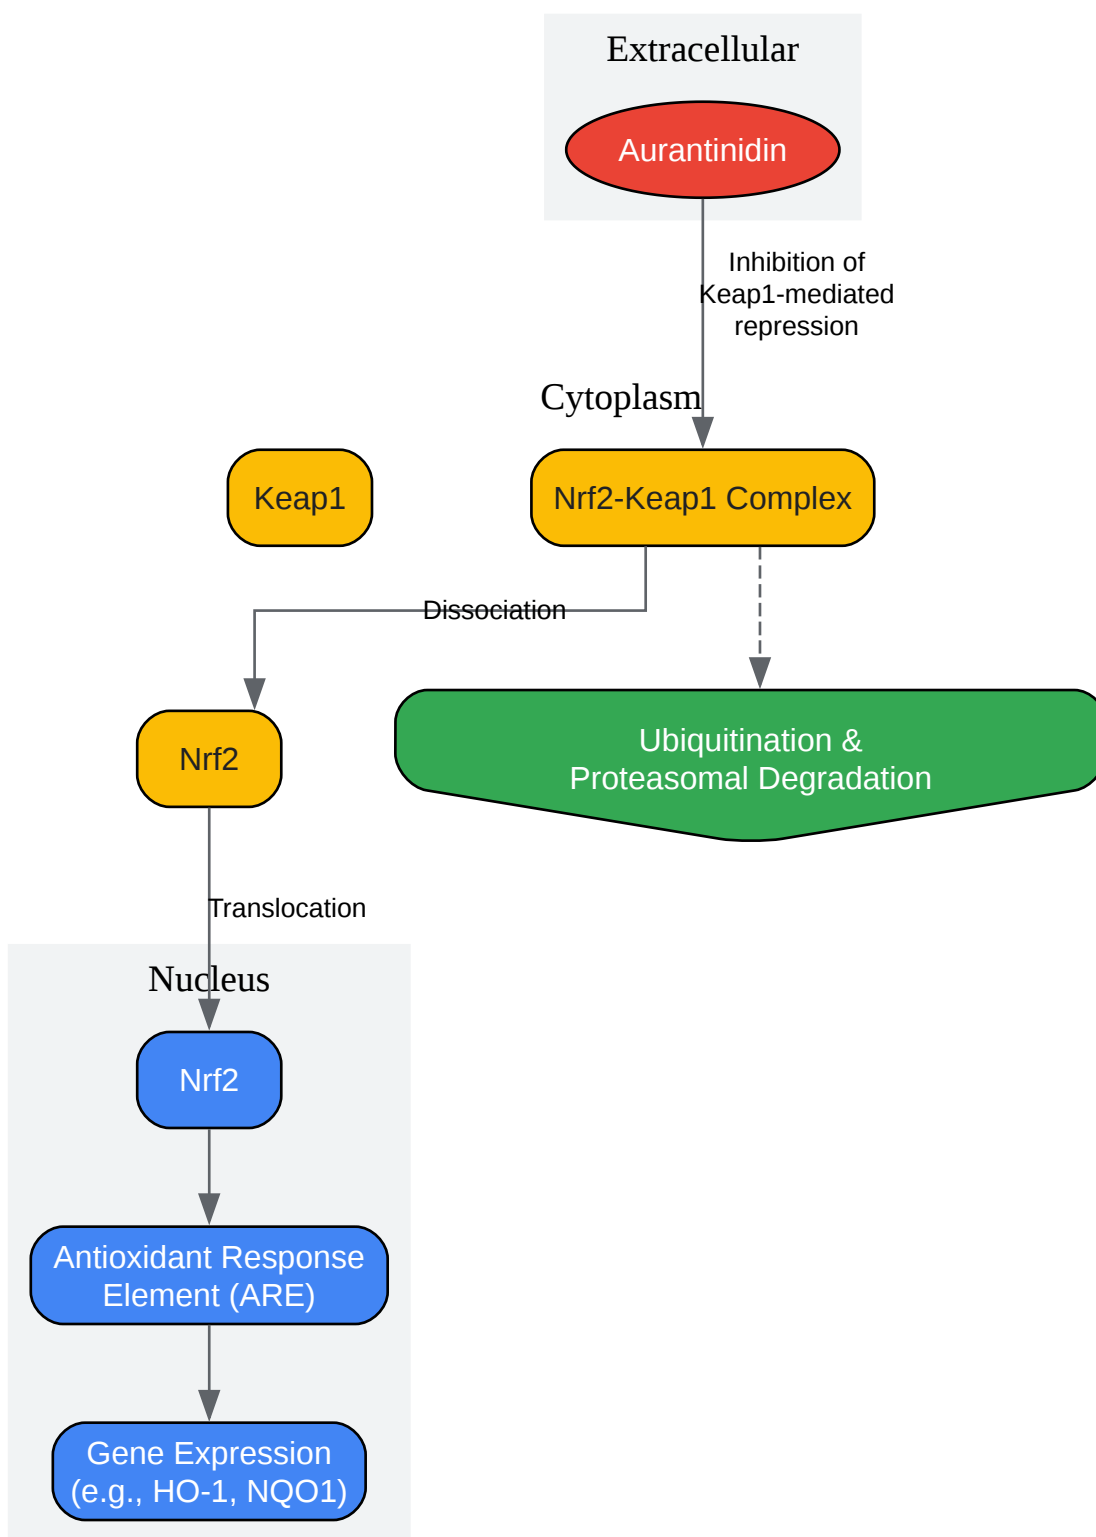 Extracellular
Aurantinidin
Inhibition of
Keap1-mediated
repression
Cytoplasm
Keap1
Nrf2-Keap1 Complex
Dissociation
Nrf2
Ubiquitination &
Proteasomal Degradation
Translocation
Nucleus
Nrf2
Antioxidant Response
Element (ARE)
Gene Expression
(e.g., HO-1, NQO1)